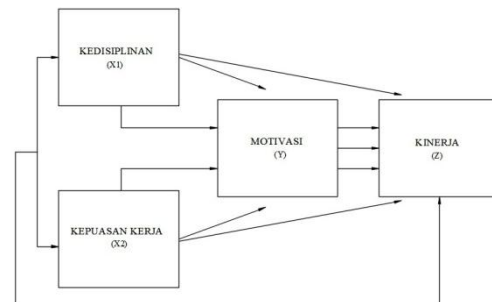 KEDISIPLINAN
(X1)
MOTIVASI
(Y)
KINERJA
(Z)
KEPUASAN KERJA
(X2)